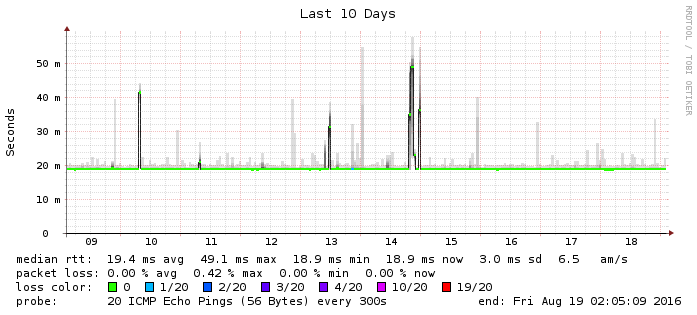 Last 10 Days
RRDTOOL / TOBI OETIKER
Seconds
50 m
40 m
30 m
20 m
10 m
0
09 10 11 12 13 14 15 16 17 18
median rtt: 19.4 ms avg 49.1 ms max 18.9 ms min 18.9 ms now 3.0 ms sd 6.5 am/s
packet loss: 0.00 % avg 0.42 % max 0.00 % min 0.00 % now
loss color: 0 1/20 2/20 3/20 4/20 10/20 19/20
probe: 20 ICMP Echo Pings (56 Bytes) every 300s end: Fri Aug 19 02:05:09 2016